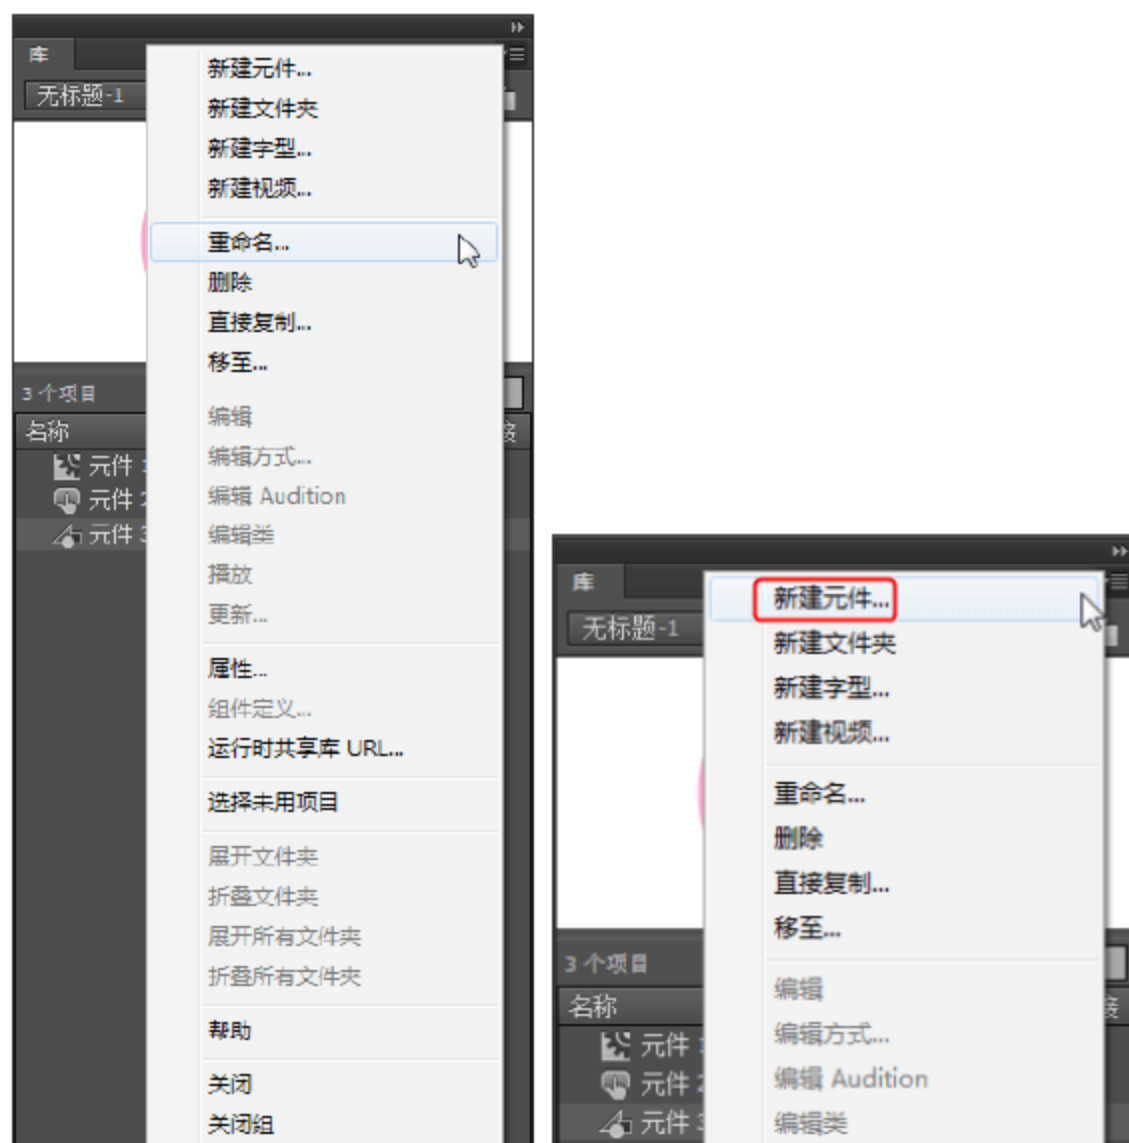 库
无标题-1
新建元件...
新建文件夹
新建字型...
新建视频...
重命名...
删除
直接复制...
移至...
编辑
编辑方式...
编辑 Audition
编辑类
播放
更新...
属性...
组件定义...
运行时共享库 URL...
选择未用项目
展开文件夹
折叠文件夹
展开所有文件夹
折叠所有文件夹
帮助
关闭
关闭组
3 个项目
名称
元件 1
元件 2
元件 3
库
无标题-1
新建元件...
新建文件夹
新建字型...
新建视频...
重命名...
删除
直接复制...
移至...
编辑
编辑方式...
编辑 Audition
编辑类
3 个项目
名称
元件 1
元件 2
元件 3